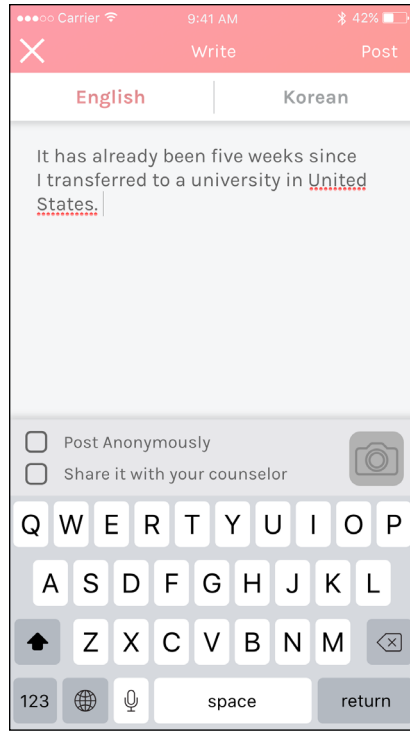 Carrier 9:41 AM 42%
Write Post
English Korean
It has already been five weeks since
I transferred to a university in United
States.
Post Anonymously
Share it with your counselor
Q W E R T Y U I O P
A S D F G H J K L
Z X C V B N M
123 space return